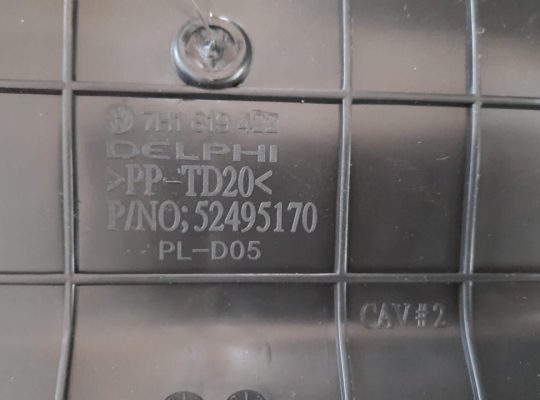 7H1 819 422
DELPHI
>PP-TD20<
P/NO;52495170
PL-D05
CAV#2